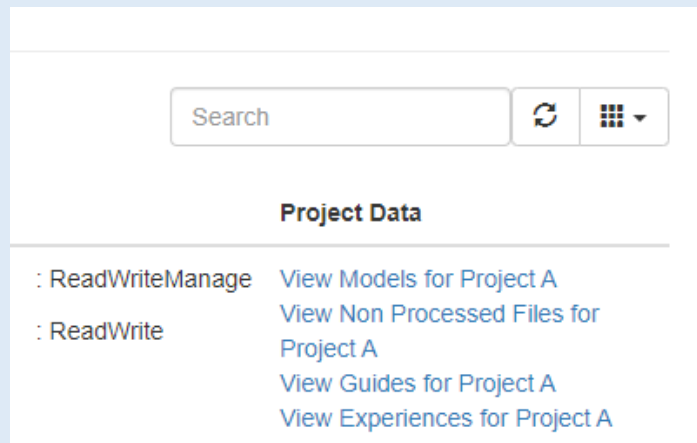 Search
Project Data
: ReadWriteManage
View Models for Project A
: ReadWrite
View Non Processed Files for
Project A
View Guides for Project A
View Experiences for Project A